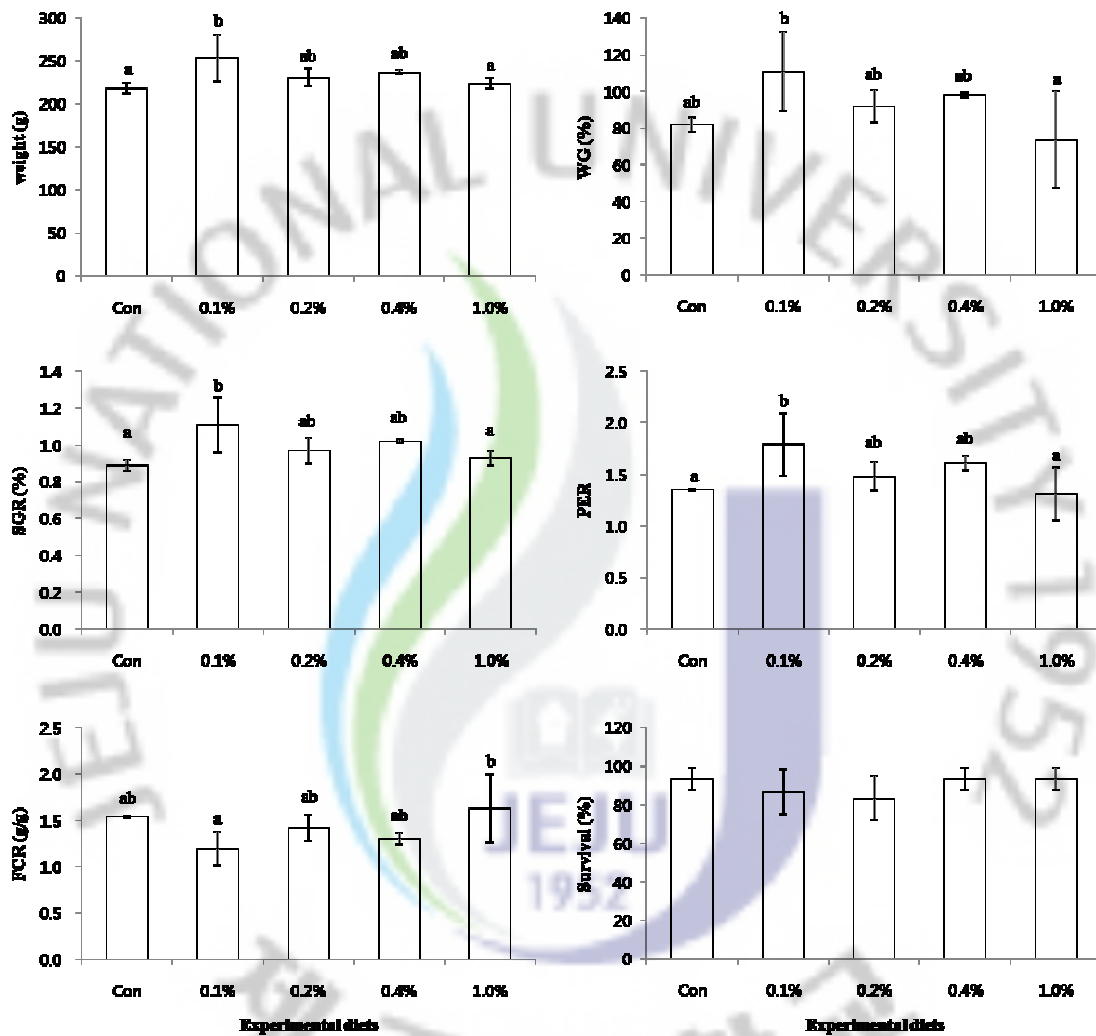 300
250
200
150
100
50
0
weight (g)
a
b
ab
ab
a
Con 0.1% 0.2% 0.4% 1.0%
140
120
100
80
60
40
20
0
WG (%)
ab
b
ab
ab
a
Con 0.1% 0.2% 0.4% 1.0%
1.4
1.2
1.0
0.8
0.6
0.4
0.2
0.0
SGR (%)
a
b
ab
ab
a
Con 0.1% 0.2% 0.4% 1.0%
2.5
2.0
1.5
1.0
0.5
0.0
PER
a
b
ab
ab
a
Con 0.1% 0.2% 0.4% 1.0%
2.5
2.0
1.5
1.0
0.5
0.0
FCR (g/g)
ab
a
ab
ab
b
Con 0.1% 0.2% 0.4% 1.0%
Experimental diets
120
100
80
60
40
20
0
Survival (%)
Con 0.1% 0.2% 0.4% 1.0%
Experimental diets
JEJU NATIONAL UNIVERSITY 1952
JEJU
1952